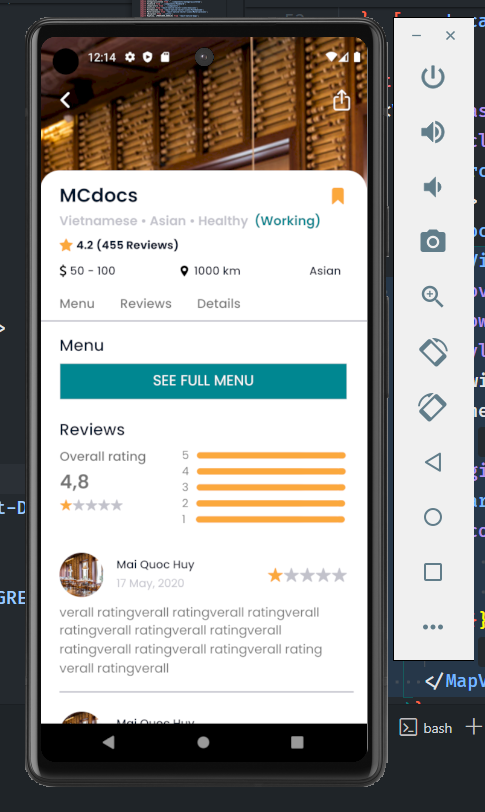 12:14
MCdocs
Vietnamese • Asian • Healthy (Working)
4.2 (455 Reviews)
$ 50 - 100 1000 km Asian
Menu Reviews Details
Menu
SEE FULL MENU
Reviews
Overall rating
4,8
5
4
3
2
1
Mai Quoc Huy
17 May, 2020
verall ratingverall ratingverall ratingverall
ratingverall ratingverall ratingverall
ratingverall ratingverall ratingverall rating
verall ratingverall
Mai Quoc Huy
t-D
GRE
</MapV
bash